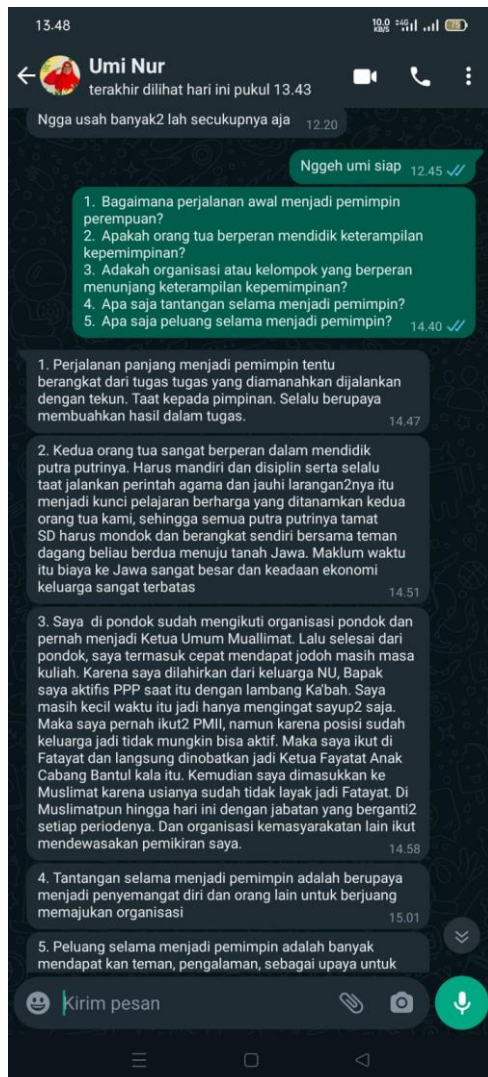 13.48
10.0
KB/S
Umi Nur
terakhir dilihat hari ini pukul 13.43
Ngga usah banyak2 lah secukupnya aja 12.20
Nggeh umi siap 12.45
1. Bagaimana perjalanan awal menjadi pemimpin
perempuan?
2. Apakah orang tua berperan mendidik keterampilan
kepemimpinan?
3. Adakah organisasi atau kelompok yang berperan
menunjang keterampilan kepemimpinan?
4. Apa saja tantangan selama menjadi pemimpin?
5. Apa saja peluang selama menjadi pemimpin? 14.40
1. Perjalanan panjang menjadi pemimpin tentu
berangkat dari tugas tugas yang diamanahkan dijalankan
dengan tekun. Taat kepada pimpinan. Selalu berupaya
membuahkan hasil dalam tugas. 14.47
2. Kedua orang tua sangat berperan dalam mendidik
putra putrinya. Harus mandiri dan disiplin serta selalu
taat jalankan perintah agama dan jauhi larangan2nya itu
menjadi kunci pelajaran berharga yang ditanamkan kedua
orang tua kami, sehingga semua putra putrinya tamat
SD harus mondok dan berangkat sendiri bersama teman
dagang beliau berdua menuju tanah Jawa. Maklum waktu
itu biaya ke Jawa sangat besar dan keadaan ekonomi
keluarga sangat terbatas 14.51
3. Saya di pondok sudah mengikuti organisasi pondok dan
pernah menjadi Ketua Umum Muallimat. Lalu selesai dari
pondok, saya termasuk cepat mendapat jodoh masih masa
kuliah. Karena saya dilahirkan dari keluarga NU, Bapak
saya aktifis PPP saat itu dengan lambang Ka'bah. Saya
masih kecil waktu itu jadi hanya mengingat sayup2 saja.
Maka saya pernah ikut2 PMII, namun karena posisi sudah
keluarga jadi tidak mungkin bisa aktif. Maka saya ikut di
Fatayat dan langsung dinobatkan jadi Ketua Fayatat Anak
Cabang Bantul kala itu. Kemudian saya dimasukkan ke
Muslimat karena usianya sudah tidak layak jadi Fatayat. Di
Muslimatpun hingga hari ini dengan jabatan yang berganti2
setiap periodenya. Dan organisasi kemasyarakatan lain ikut
mendewasakan pemikiran saya. 14.58
4. Tantangan selama menjadi pemimpin adalah berupaya
menjadi penyemangat diri dan orang lain untuk berjuang
memajukan organisasi 15.01
5. Peluang selama menjadi pemimpin adalah banyak
mendapat kan teman, pengalaman, sebagai upaya untuk
Kirim pesan